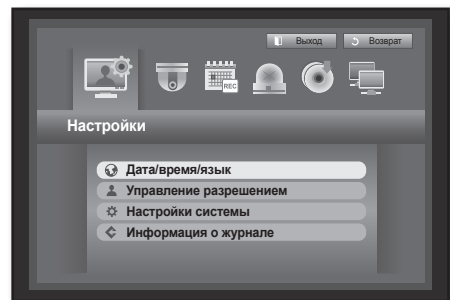 Выход Возврат
REC
Настройки
Дата/время/язык
Управление разрешением
Настройки системы
Информация о журнале